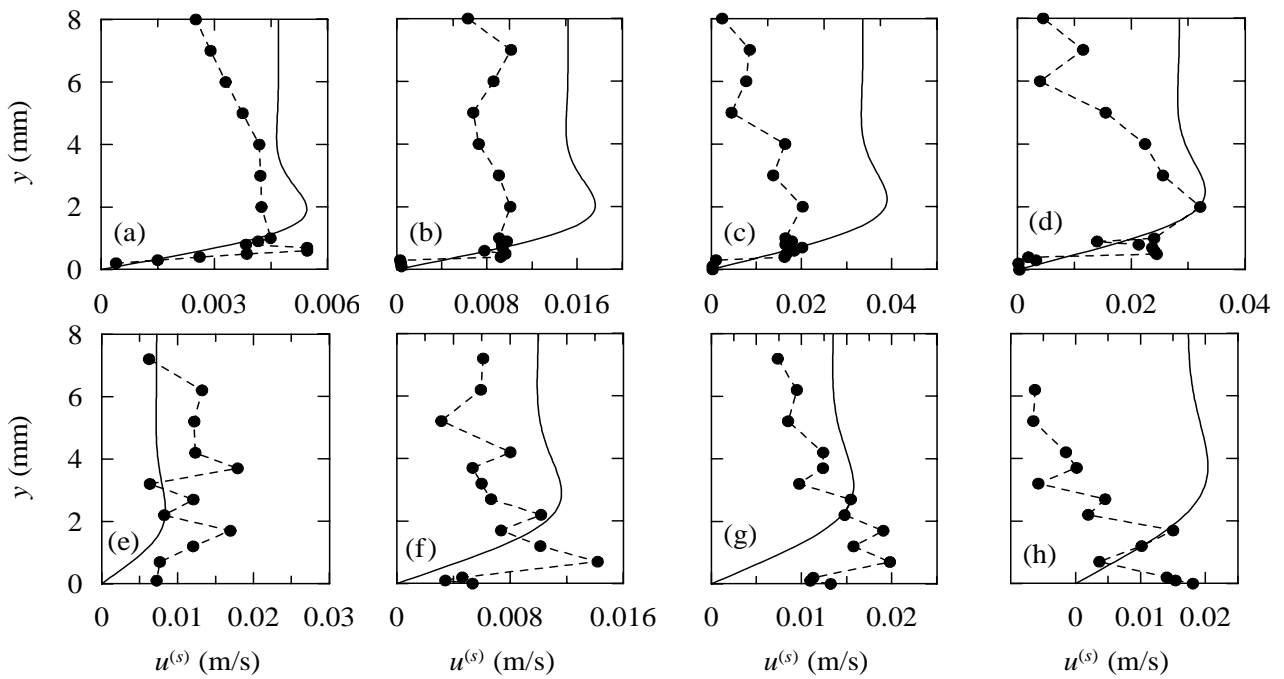 8
6
4
2
0
y (mm)
(a)
(b)
(c)
(d)
0 0.003 0.006
0 0.008 0.016
0 0.02 0.04
0 0.02 0.04
8
6
4
2
0
y (mm)
(e)
(f)
(g)
(h)
0 0.01 0.02 0.03
0 0.008 0.016
0 0.01 0.02
0 0.01 0.02
u(s) (m/s)
u(s) (m/s)
u(s) (m/s)
u(s) (m/s)